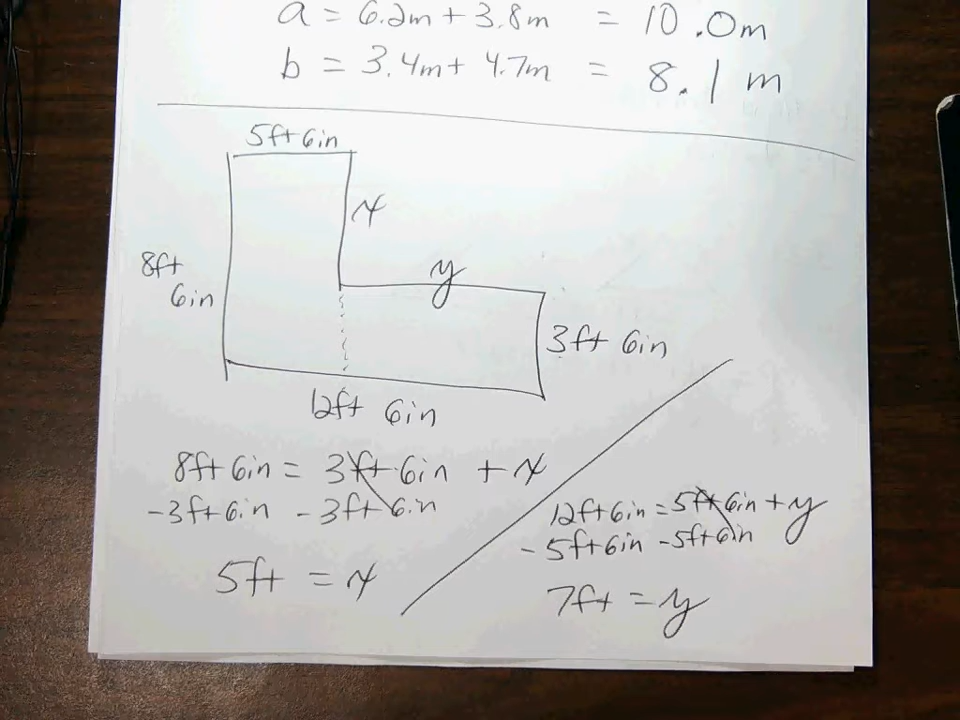 a = 6.2m + 3.8m = 10.0m
b = 3.4m + 4.7m = 8.1 m
5ft 6in
x
y
8ft
6in
3ft 6in
12ft 6in
8ft 6in = 3ft 6in + x
-3ft 6in - 3ft 6in
5ft = x
12ft 6in = 5ft 6in + y
- 5ft 6in -5ft 6in
7ft = y